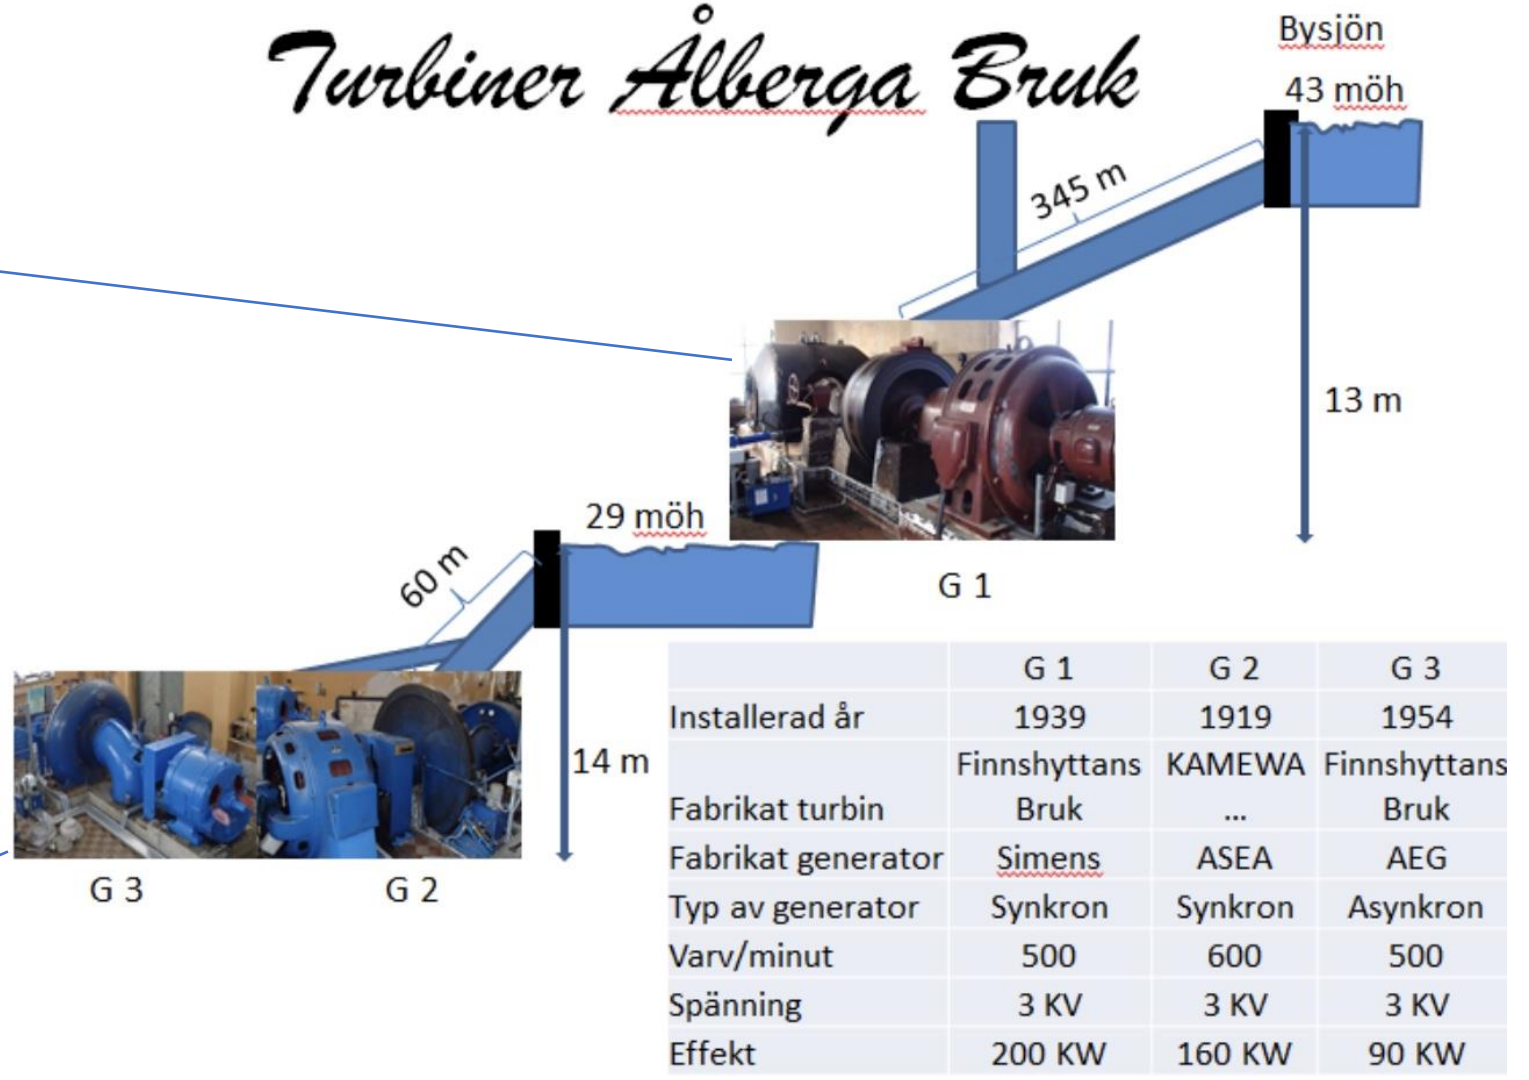 Turbiner Ålberga Bruk
Bysjön
43 möh
345 m
13 m
29 möh
60 m
G 1
14 m
G 3
G 2
G 1 G 2 G 3
Installerad år 1939 1919 1954
Finnshyttans KAMEWA Finnshyttans
Fabrikat turbin Bruk ... Bruk
Fabrikat generator Simens ASEA AEG
Typ av generator Synkron Synkron Asynkron
Varv/minut 500 600 500
Spänning 3 KV 3 KV 3 KV
Effekt 200 KW 160 KW 90 KW